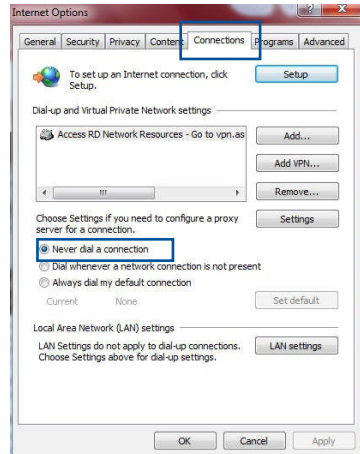 Internet Options
General Security Privacy Content Connections Programs Advanced
To set up an Internet connection, click
Setup.
Setup
Dial-up and Virtual Private Network settings
Access RD Network Resources - Go to vpn.as
Add...
Add VPN...
Remove...
Choose Settings if you need to configure a proxy
server for a connection.
Settings
Never dial a connection
Dial whenever a network connection is not present
Always dial my default connection
Current None
Set default
Local Area Network (LAN) settings
LAN Settings do not apply to dial-up connections.
Choose Settings above for dial-up settings.
LAN settings
OK Cancel Apply